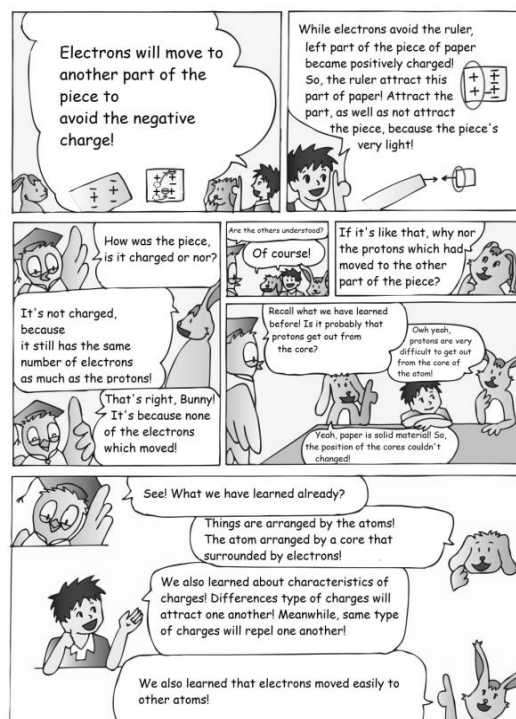 Electrons will move to
another part of the
piece to
avoid the negative
charge!
While electrons avoid the ruler,
left part of the piece of paper
became positively charged!
So, the ruler attract this
part of paper! Attract the
part, as well as not attract
the piece, because the piece's
very light!
How was the piece,
is it charged or nor?
It's not charged,
because
it still has the same
number of electrons
as much as the protons!
That's right, Bunny!
It's because none
of the electrons
which moved!
Are the others understood?
Of course!
If it's like that, why nor
the protons which had
moved to the other
part of the piece?
Recall what we have learned
before! Is it probably that
protons get out from
the core?
Owh yeah,
protons are very
difficult to get out
from the core of
the atom!
Yeah, paper is solid material! So,
the position of the cores couldn't
changed!
See! What we have learned already?
Things are arranged by the atoms!
The atom arranged by a core that
surrounded by electrons!
We also learned about characteristics of
charges! Differences type of charges will
attract one another! Meanwhile, same type
of charges will repel one another!
We also learned that electrons moved easily to
other atoms!